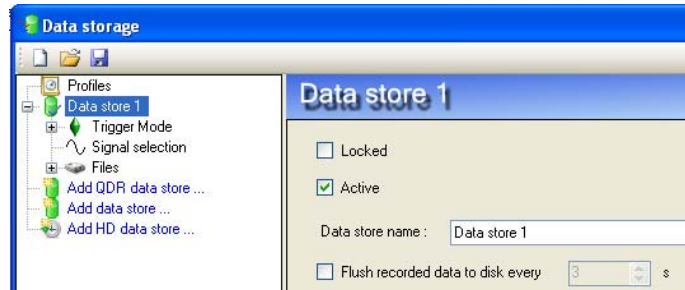 Data storage
Profiles
Data store 1
Trigger Mode
Signal selection
Files
Add QDR data store ...
Add data store ...
Add HD data store ...
Data store 1
Locked
Active
Data store name : Data store 1
Flush recorded data to disk every 3 s